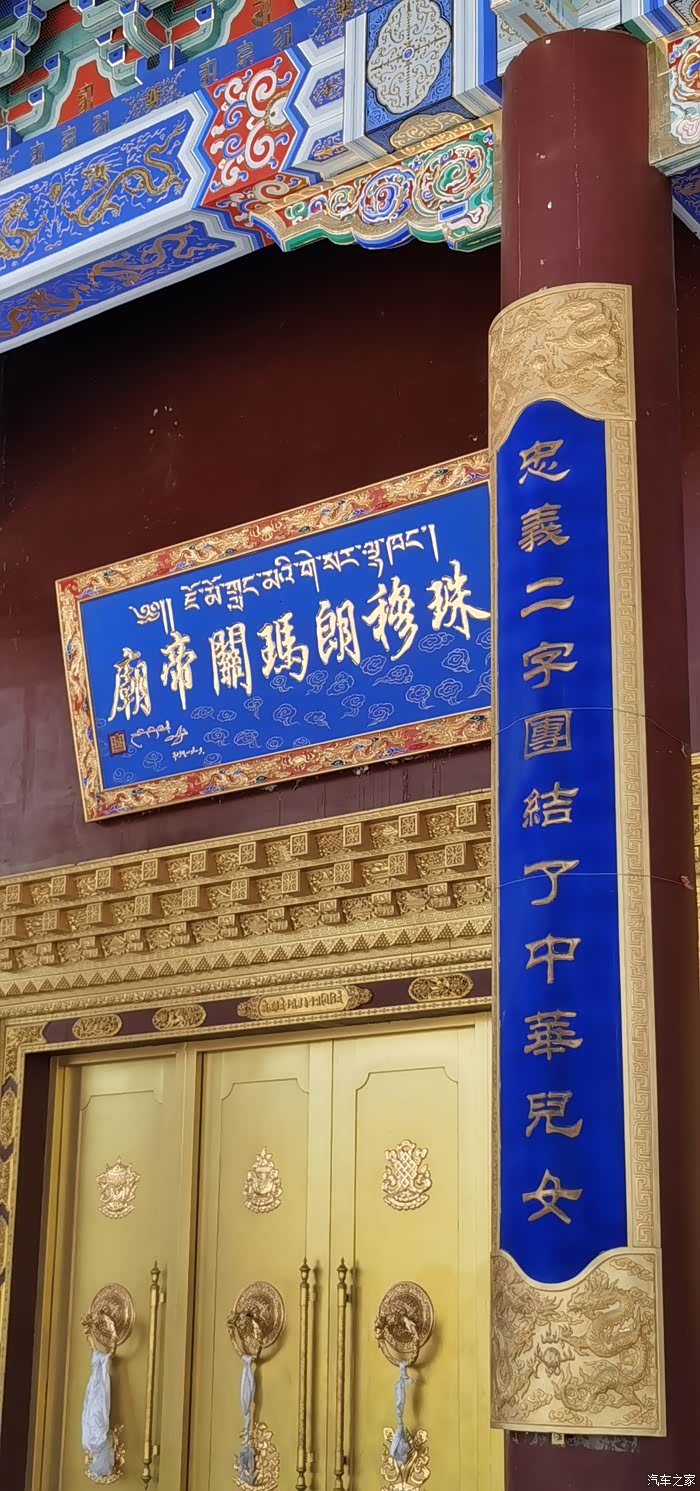 ༄༅།། ཇོ་མོ་གླང་མའི་གེ་སར་ལྷ་ཁང་།
珠穆朗瑪關帝廟
忠義二字團結了中華兒女
汽车之家